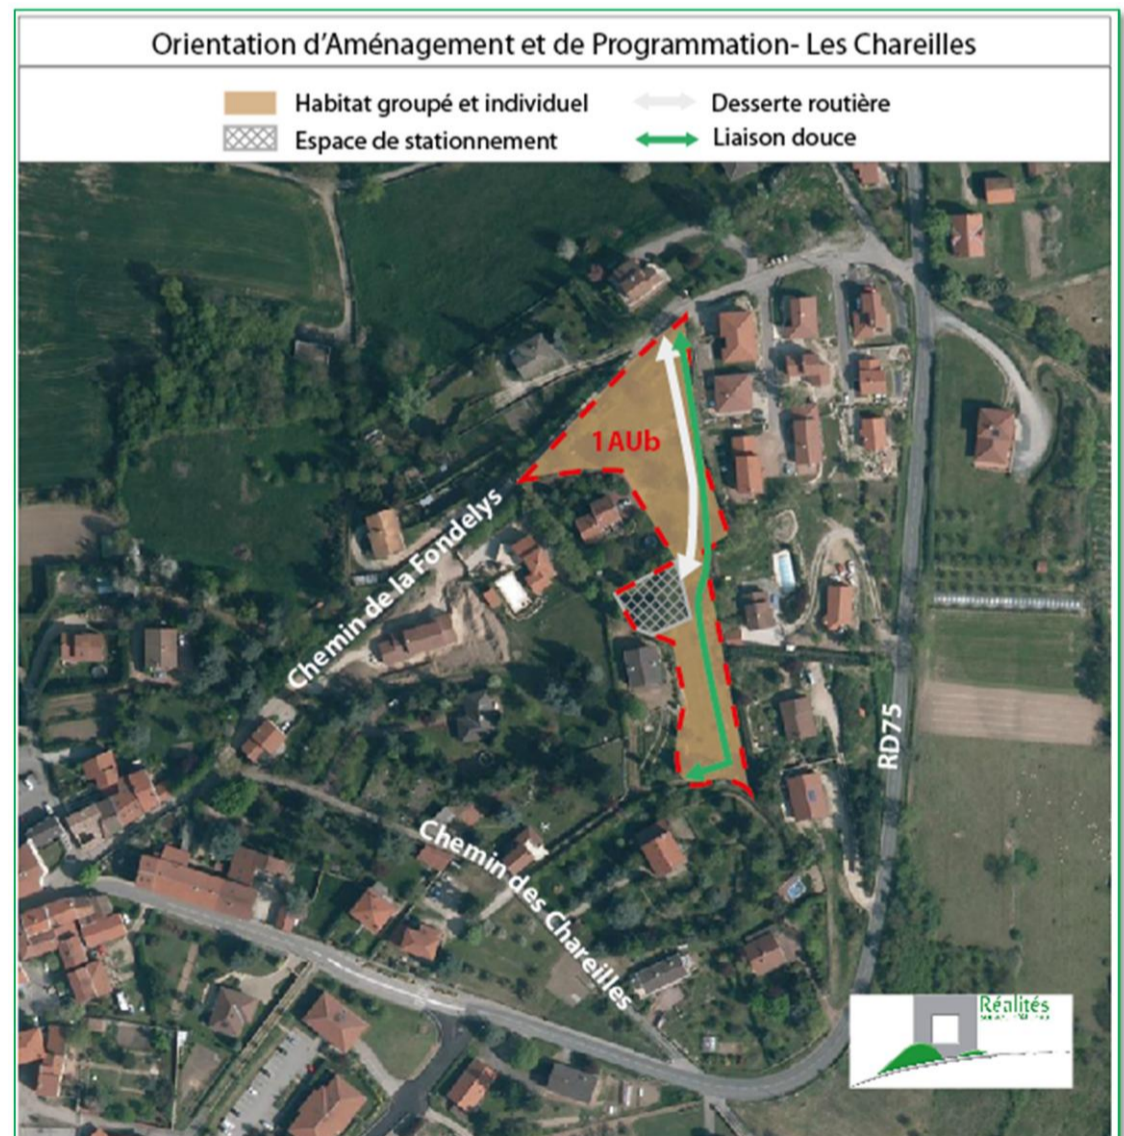 Orientation d'Aménagement et de Programmation- Les Chareilles
Habitat groupé et individuel
Desserte routière
Espace de stationnement
Liaison douce
1AUb
Chemin de la Fondelys
RD75
Chemin des Chareilles
Réalités